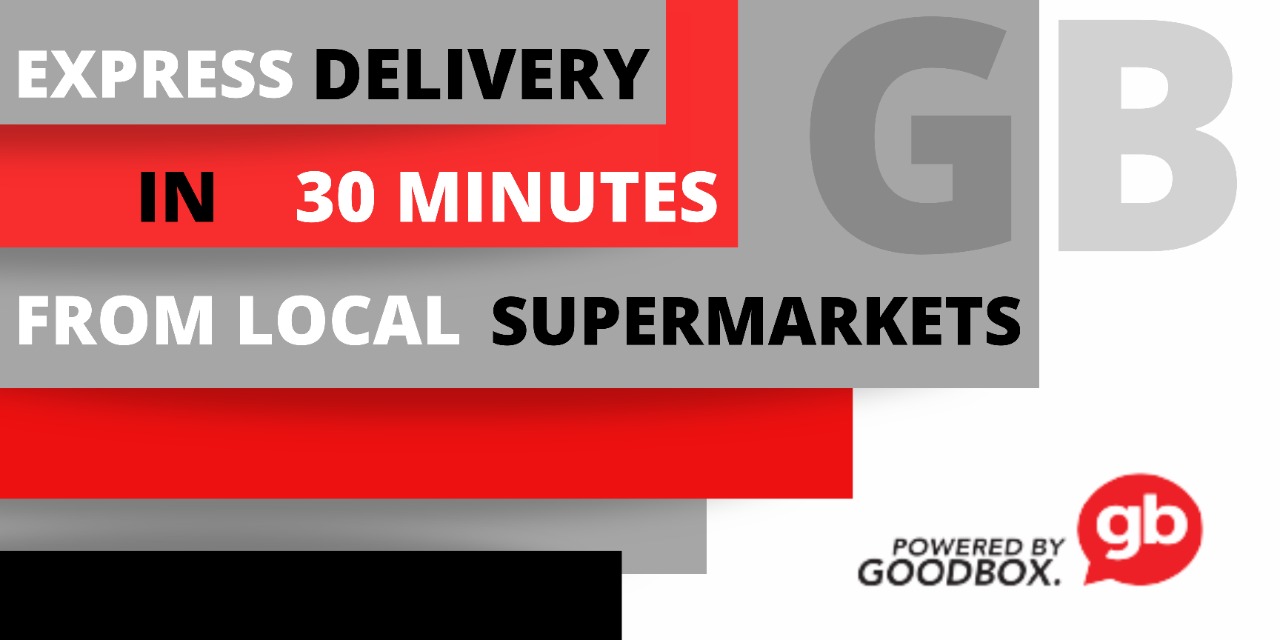 EXPRESS DELIVERY
IN 30 MINUTES
FROM LOCAL SUPERMARKETS
GB
POWERED BY
GOODBOX.
gb